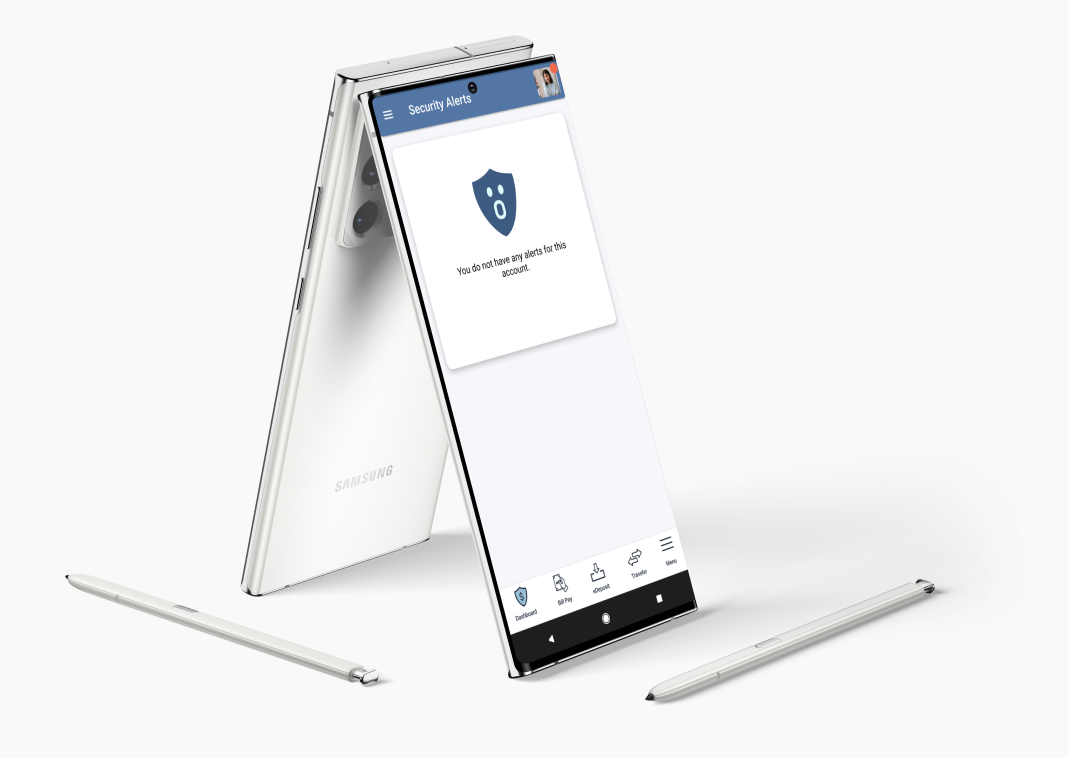 Security Alerts
You do not have any alerts for this
account.
SAMSUNG
Dashboard
Bill Pay
eDeposit
Transfer
Menu